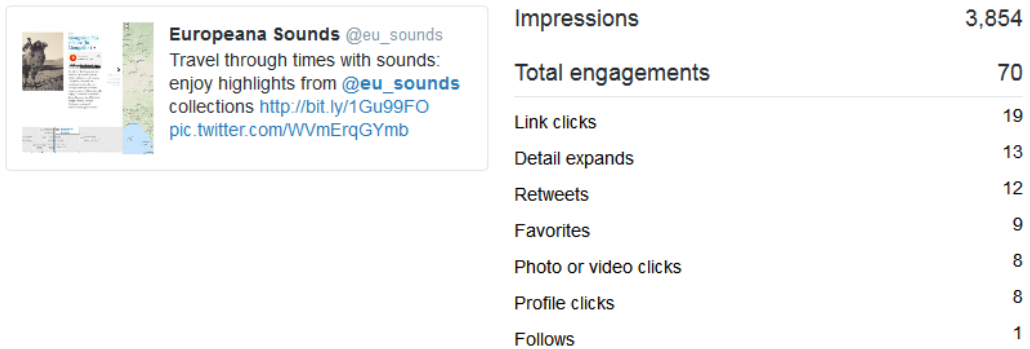 Europeana Sounds @eu_sounds
Travel through times with sounds:
enjoy highlights from @eu_sounds
collections http://bit.ly/1Gu99FO
pic.twitter.com/WVmErqGYmb
Impressions 3,854
Total engagements 70
Link clicks 19
Detail expands 13
Retweets 12
Favorites 9
Photo or video clicks 8
Profile clicks 8
Follows 1